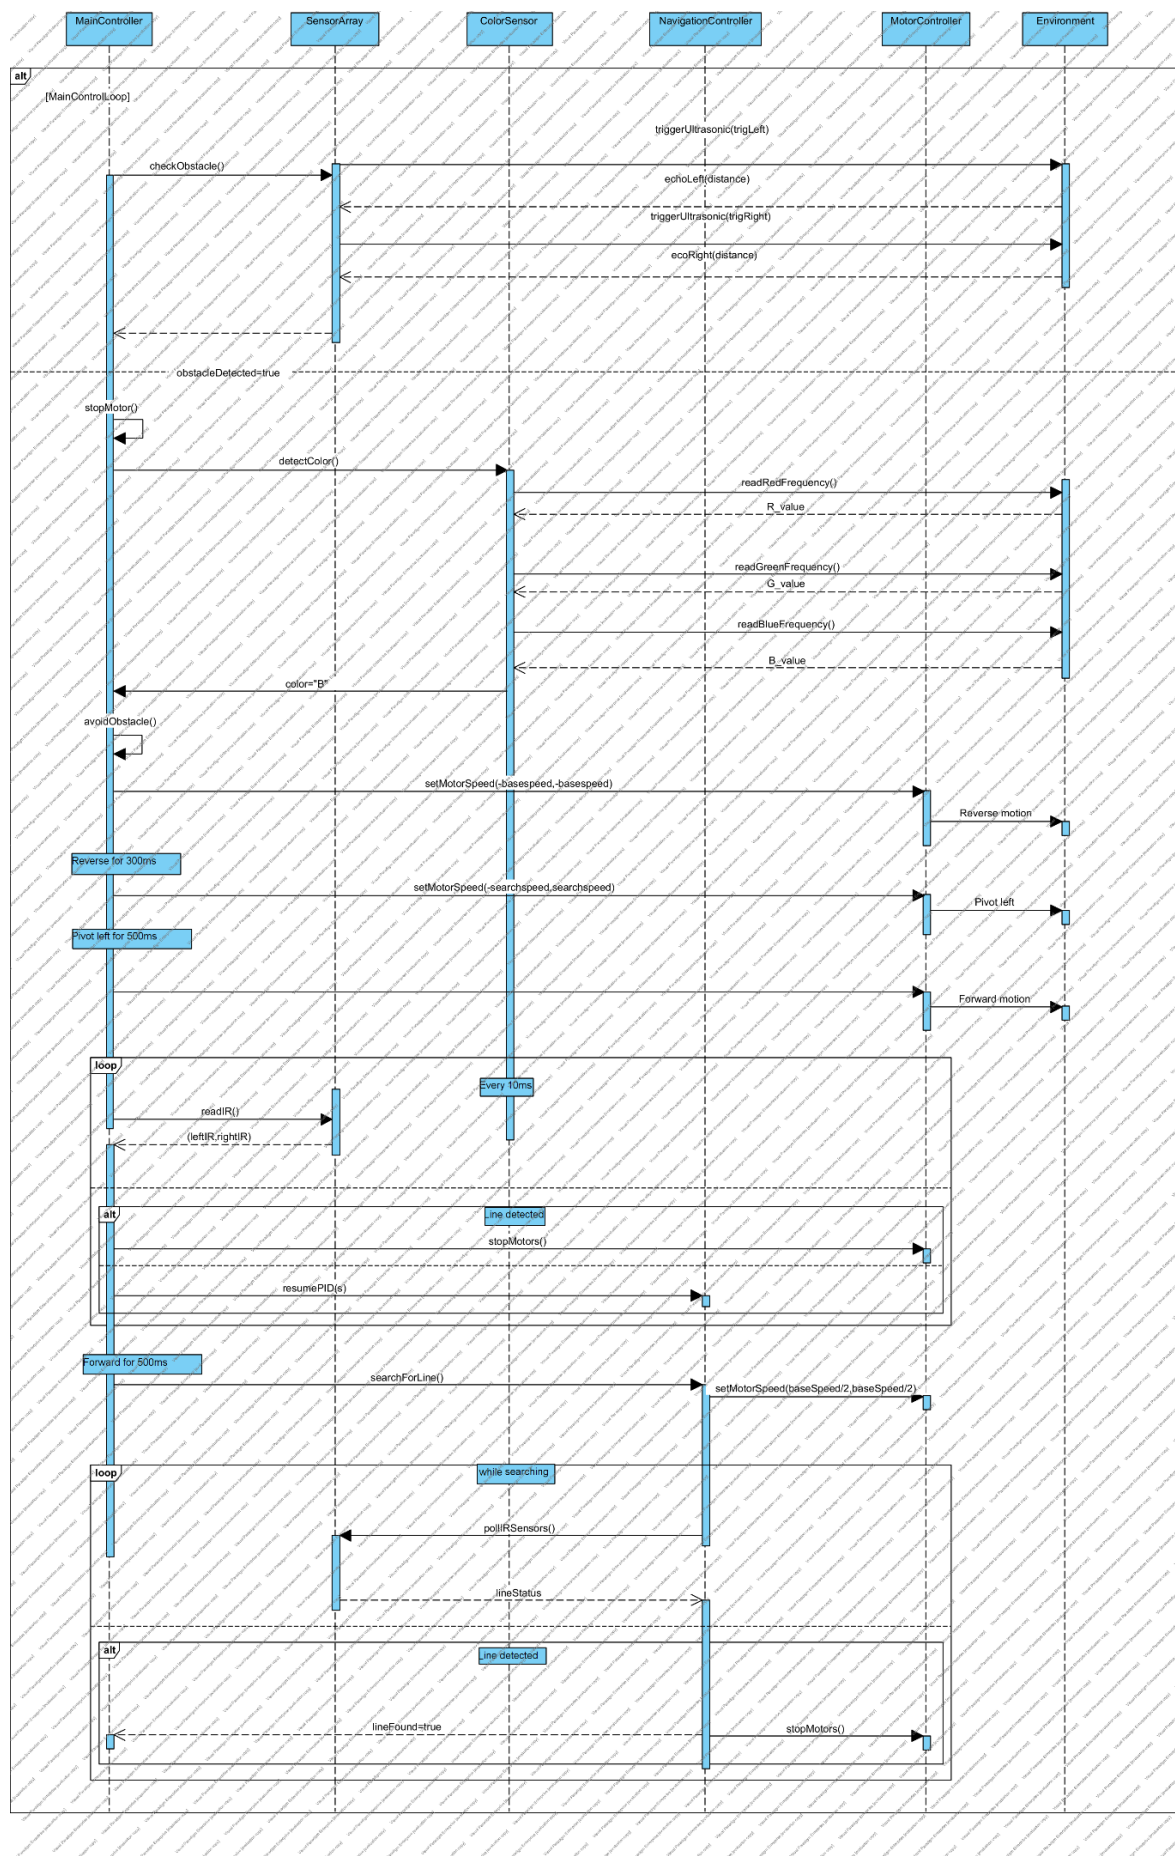 MainController
SensorArray
ColorSensor
NavigationController
MotorController
Environment
alt
[MainControlLoop]
triggerUltrasonic(trigLeft)
checkObstacle()
echoLeft(distance)
triggerUltrasonic(trigRight)
ecoRight(distance)
obstacleDetected=true
stopMotor()
detectColor()
readRedFrequency()
R_value
readGreenFrequency()
G_value
readBlueFrequency()
B_value
color="B"
avoidObstacle()
setMotorSpeed(-basespeed,-basespeed)
Reverse motion
Reverse for 300ms
setMotorSpeed(-searchspeed,searchspeed)
Pivot left
Pivot left for 500ms
Forward motion
loop
Every 10ms
readIR()
(leftIR,rightIR)
alt
Line detected
stopMotors()
resumePID(s)
Forward for 500ms
searchForLine()
setMotorSpeed(baseSpeed/2,baseSpeed/2)
loop
while searching
pollIRSensors()
lineStatus
alt
Line detected
lineFound=true
stopMotors()